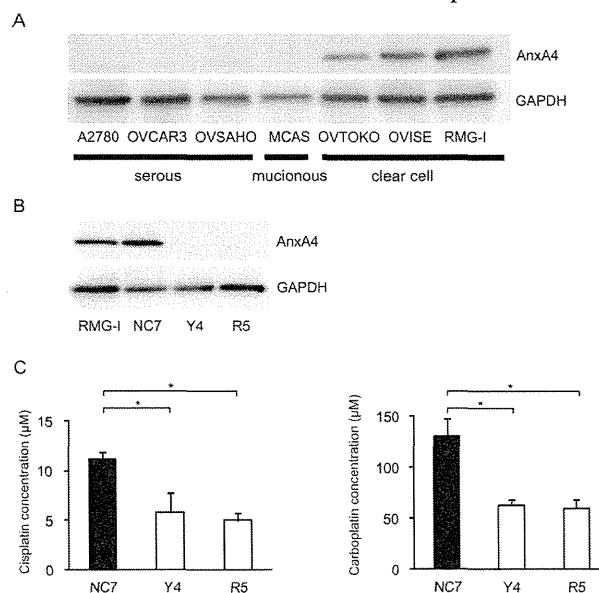 A
AnxA4
GAPDH
A2780 OVCAR3 OVSAHO MCAS OVTOKO OVISE RMG-I
serous mucionous clear cell
B
AnxA4
GAPDH
RMG-I NC7 Y4 R5
C
* *
* *
Cisplatin concentration (µM)
15
10
5
0
NC7 Y4 R5
Carboplatin concentration (µM)
150
100
50
0
NC7 Y4 R5